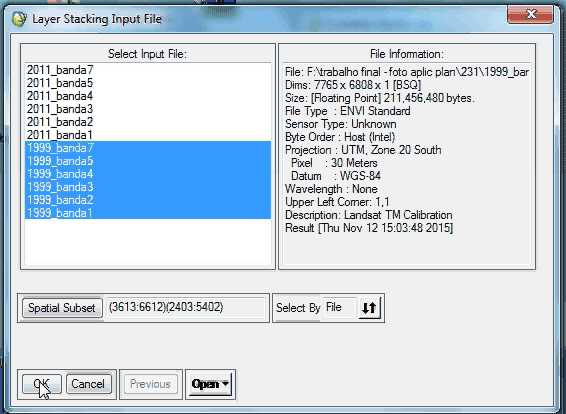 Layer Stacking Input File
Select Input File:
2011_banda7
2011_banda5
2011_banda4
2011_banda3
2011_banda2
2011_banda1
1999_banda7
1999_banda5
1999_banda4
1999_banda3
1999_banda2
1999_banda1
File Information:
File: F:\trabalho final - foto aplic plan\231\1999_bar
Dims: 7765 x 6808 x 1 [BSQ]
Size: [Floating Point] 211,456,480 bytes.
File Type : ENVI Standard
Sensor Type: Unknown
Byte Order : Host (Intel)
Projection : UTM, Zone 20 South
Pixel : 30 Meters
Datum : WGS-84
Wavelength : None
Upper Left Corner: 1,1
Description: Landsat TM Calibration
Result [Thu Nov 12 15:03:48 2015]
Spatial Subset (3613:6612)(2403:5402)
Select By File
OK Cancel Previous Open